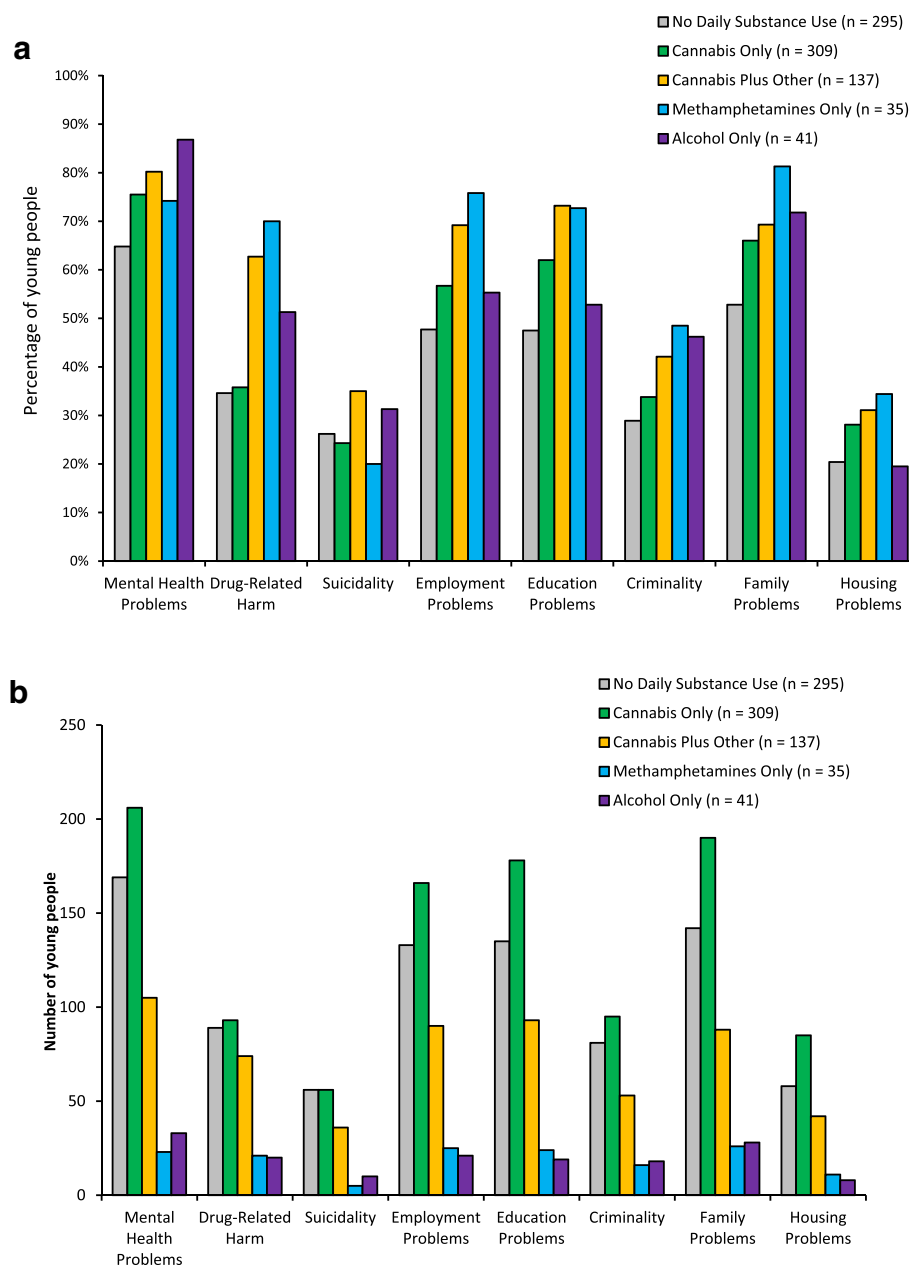 a
No Daily Substance Use (n = 295)
Cannabis Only (n = 309)
Cannabis Plus Other (n = 137)
Methamphetamines Only (n = 35)
Alcohol Only (n = 41)
Percentage of young people
100%
90%
80%
70%
60%
50%
40%
30%
20%
10%
0%
Mental Health Problems
Drug-Related Harm
Suicidality
Employment Problems
Education Problems
Criminality
Family Problems
Housing Problems
b
No Daily Substance Use (n = 295)
Cannabis Only (n = 309)
Cannabis Plus Other (n = 137)
Methamphetamines Only (n = 35)
Alcohol Only (n = 41)
Number of young people
250
200
150
100
50
0
Mental Health Problems
Drug-Related Harm
Suicidality
Employment Problems
Education Problems
Criminality
Family Problems
Housing Problems